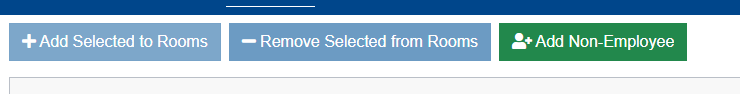 Add Selected to Rooms
Remove Selected from Rooms
Add Non-Employee